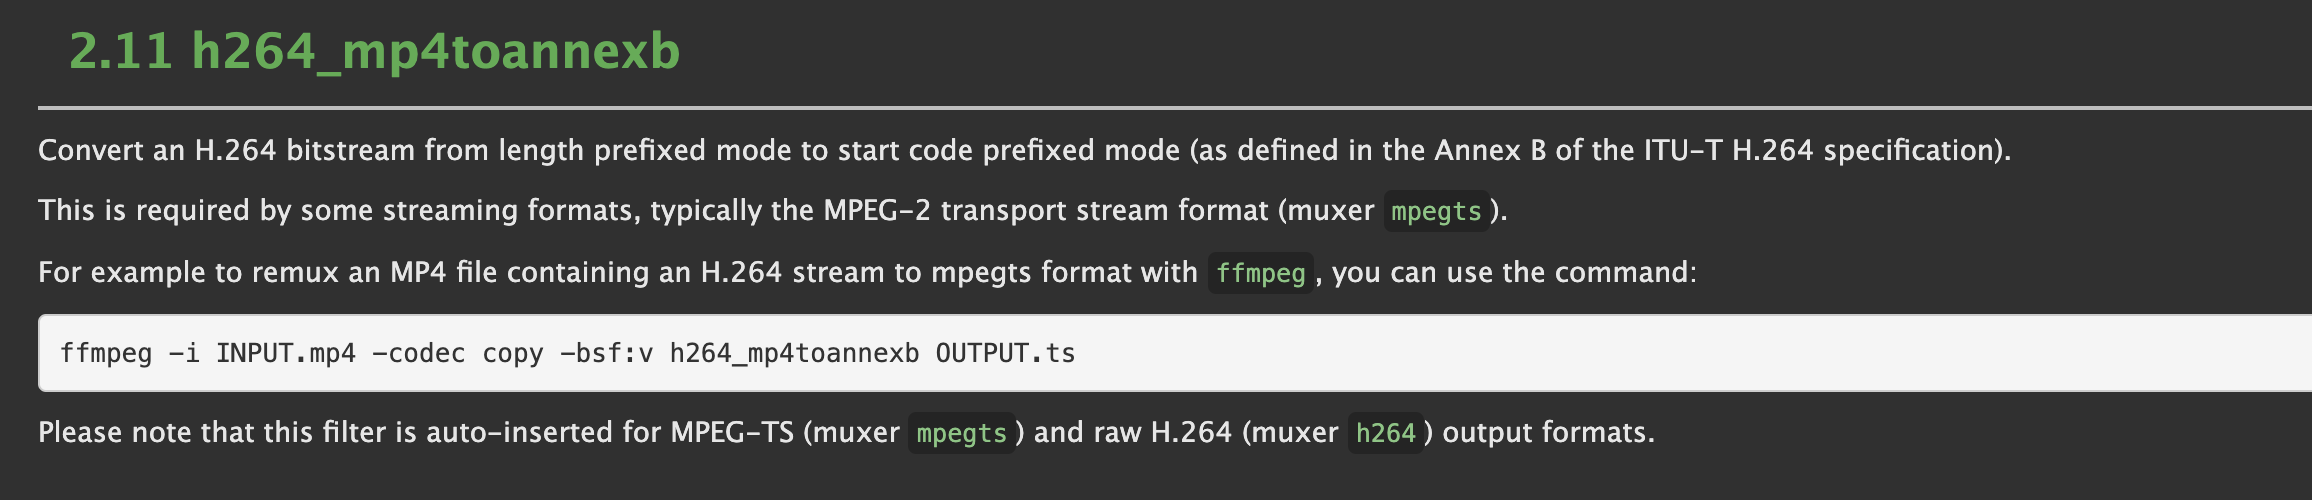 2.11 h264_mp4toannexb
Convert an H.264 bitstream from length prefixed mode to start code prefixed mode (as defined in the Annex B of the ITU-T H.264 specification).
This is required by some streaming formats, typically the MPEG-2 transport stream format (muxer mpegts).
For example to remux an MP4 file containing an H.264 stream to mpegts format with ffmpeg, you can use the command:
ffmpeg -i INPUT.mp4 -codec copy -bsf:v h264_mp4toannexb OUTPUT.ts
Please note that this filter is auto-inserted for MPEG-TS (muxer mpegts) and raw H.264 (muxer h264) output formats.